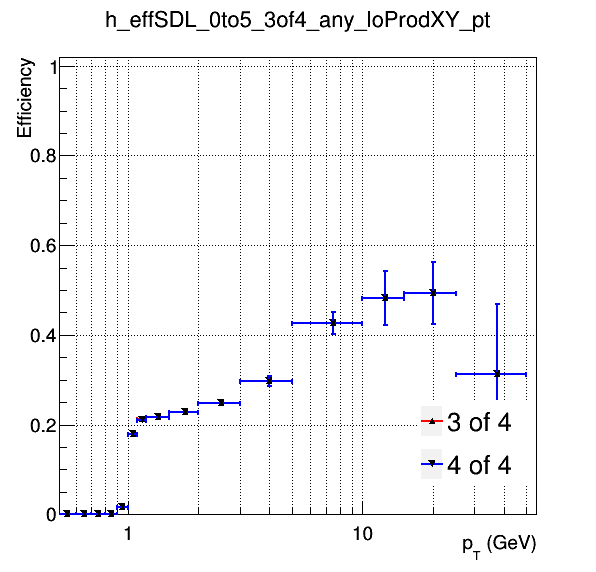 h_effSDL_0to5_3of4_any_loProdXY_pt
Efficiency
1
0.8
0.6
0.4
0.2
0
3 of 4
4 of 4
1
10
p_T (GeV)